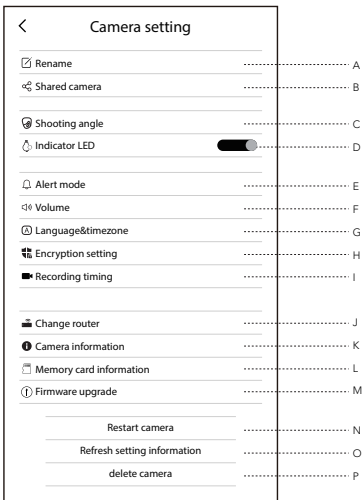 Camera setting
Rename A
Shared camera B
Shooting angle C
Indicator LED D
Alert mode E
Volume F
Language&timezone G
Encryption setting H
Recording timing I
Change router J
Camera information K
Memory card information L
Firmware upgrade M
Restart camera N
Refresh setting information O
delete camera P